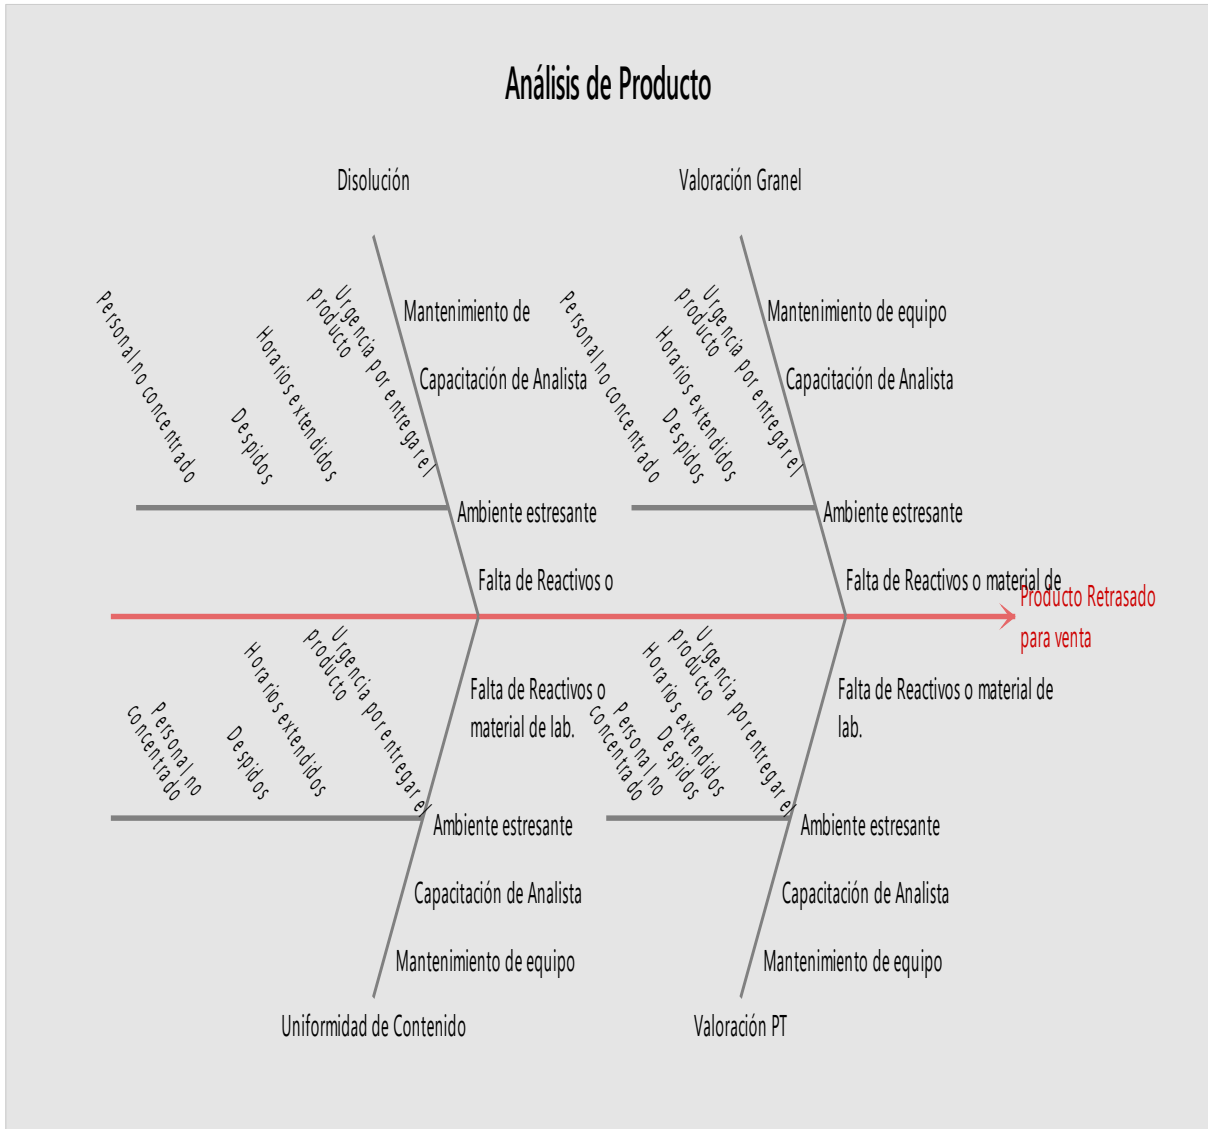 Análisis de Producto
Disolución
Valoración Granel
Mantenimiento de
Capacitación de Analista
Urgencia por entregar el
producto
Horarios extendidos
Despidos
Personal no concentrado
Ambiente estresante
Falta de Reactivos o
Mantenimiento de equipo
Capacitación de Analista
Urgencia por entregar el
producto
Horarios extendidos
Despidos
Personal no concentrado
Ambiente estresante
Falta de Reactivos o material de
Producto Retrasado
para venta
Falta de Reactivos o
material de lab.
Urgencia por entregar el
producto
Horarios extendidos
Despidos
Personal no
concentrado
Ambiente estresante
Capacitación de Analista
Mantenimiento de equipo
Uniformidad de Contenido
Falta de Reactivos o material de
lab.
Urgencia por entregar el
producto
Horarios extendidos
Despidos
Personal no
concentrado
Ambiente estresante
Capacitación de Analista
Mantenimiento de equipo
Valoración PT